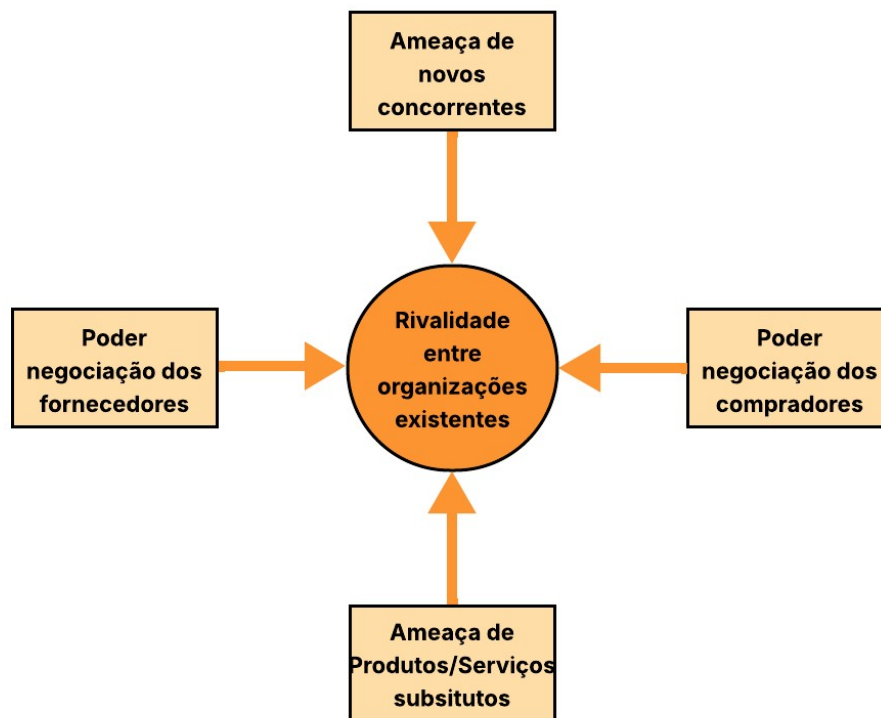 Ameaça de
novos
concorrentes
Poder
negociação dos
fornecedores
Rivalidade
entre
organizações
existentes
Poder
negociação dos
compradores
Ameaça de
Produtos/Serviços
subsitutos